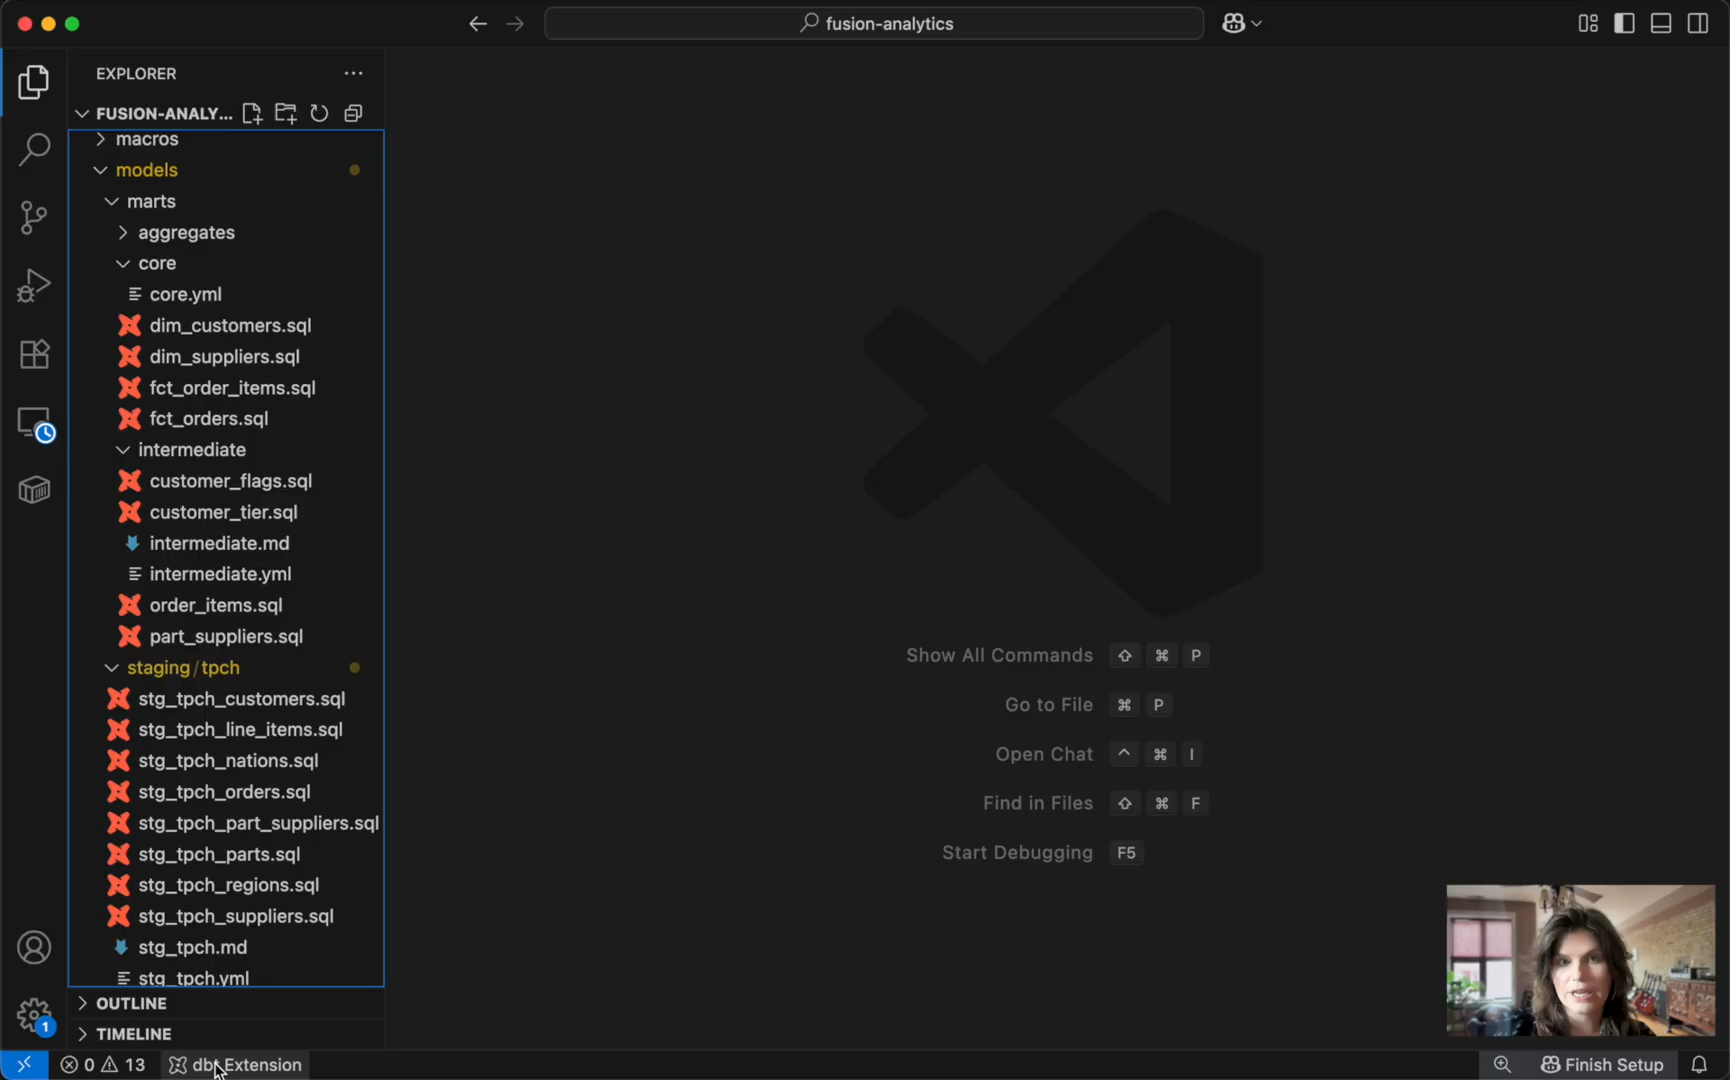 fusion-analytics
EXPLORER
FUSION-ANALY...
macros
models
marts
aggregates
core
core.yml
dim_customers.sql
dim_suppliers.sql
fct_order_items.sql
fct_orders.sql
intermediate
customer_flags.sql
customer_tier.sql
intermediate.md
intermediate.yml
order_items.sql
part_suppliers.sql
staging/tpch
stg_tpch_customers.sql
stg_tpch_line_items.sql
stg_tpch_nations.sql
stg_tpch_orders.sql
stg_tpch_part_suppliers.sql
stg_tpch_parts.sql
stg_tpch_regions.sql
stg_tpch_suppliers.sql
stg_tpch.md
stg_tpch.yml
OUTLINE
TIMELINE
Show All Commands ⇧ ⌘ P
Go to File ⌘ P
Open Chat ^ ⌘ I
Find in Files ⇧ ⌘ F
Start Debugging F5
1
0 13 dbt Extension
Finish Setup